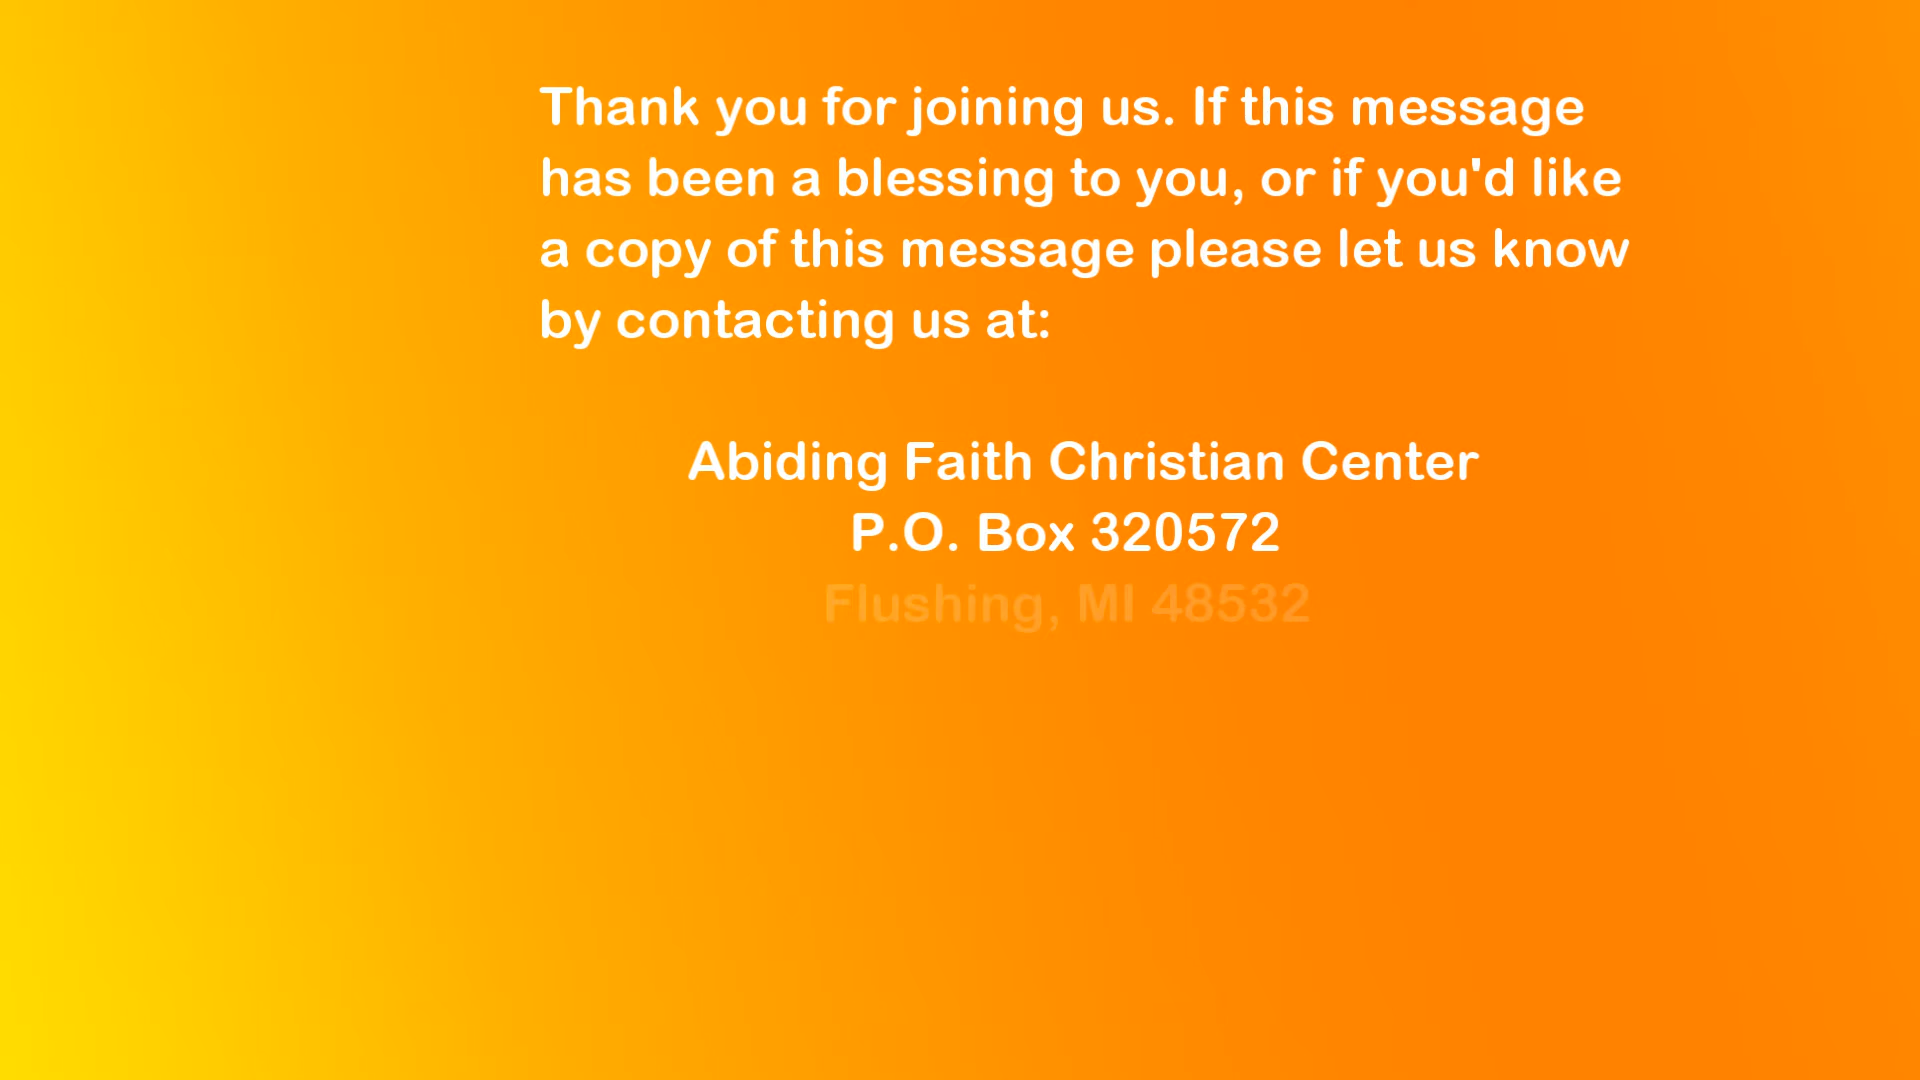 Thank you for joining us. If this message
has been a blessing to you, or if you'd like
a copy of this message please let us know
by contacting us at:
Abiding Faith Christian Center
P.O. Box 320572
Flushing, MI 48532